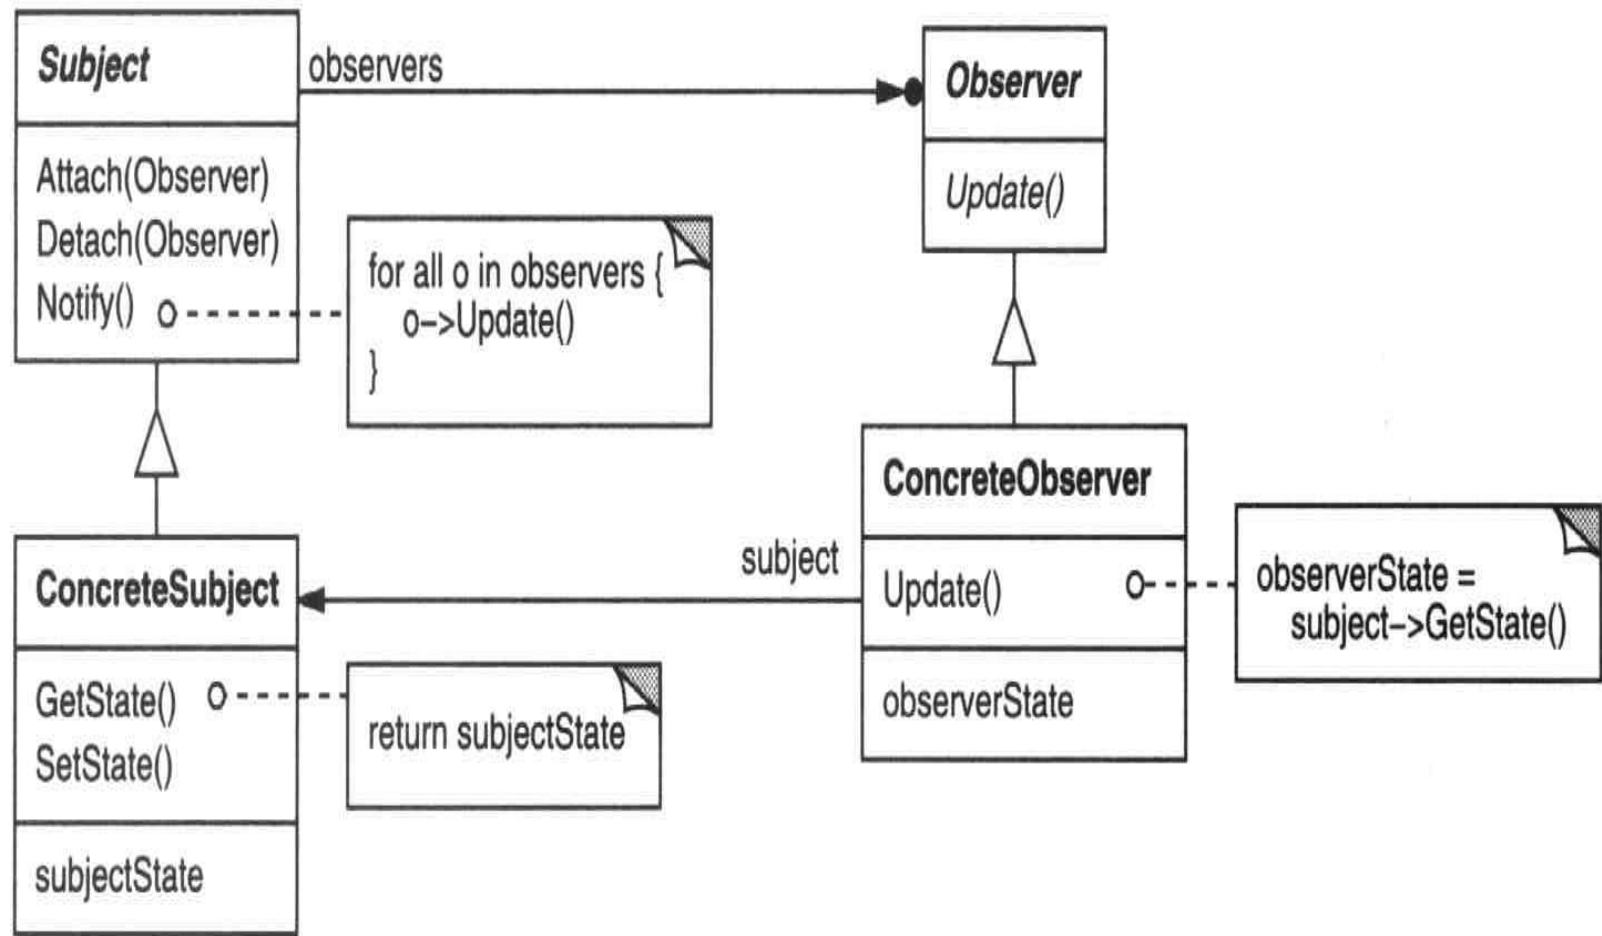 Subject
observers
Observer
Attach(Observer)
Detach(Observer)
Notify()
for all o in observers {
o->Update()
}
Update()
ConcreteSubject
GetState()
SetState()
subjectState
return subjectState
subject
ConcreteObserver
Update()
observerState
observerState =
subject->GetState()